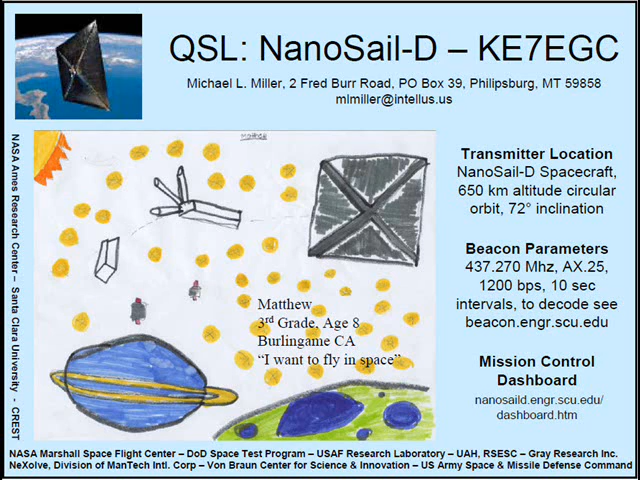 QSL: NanoSail-D – KE7EGC
Michael L. Miller, 2 Fred Burr Road, PO Box 39, Philipsburg, MT 59858
mlmiller@intellus.us
NASA Ames Research Center – Santa Clara University - CREST
Matthew
Matthew
3rd Grade, Age 8
Burlingame CA
“I want to fly in space”
Transmitter Location
NanoSail-D Spacecraft,
650 km altitude circular
orbit, 72° inclination
Beacon Parameters
437.270 Mhz, AX.25,
1200 bps, 10 sec
intervals, to decode see
beacon.engr.scu.edu
Mission Control
Dashboard
nanosaild.engr.scu.edu/
dashboard.htm
NASA Marshall Space Flight Center – DoD Space Test Program – USAF Research Laboratory – UAH, RSESC – Gray Research Inc.
NeXolve, Division of ManTech Intl. Corp – Von Braun Center for Science & Innovation – US Army Space & Missile Defense Command